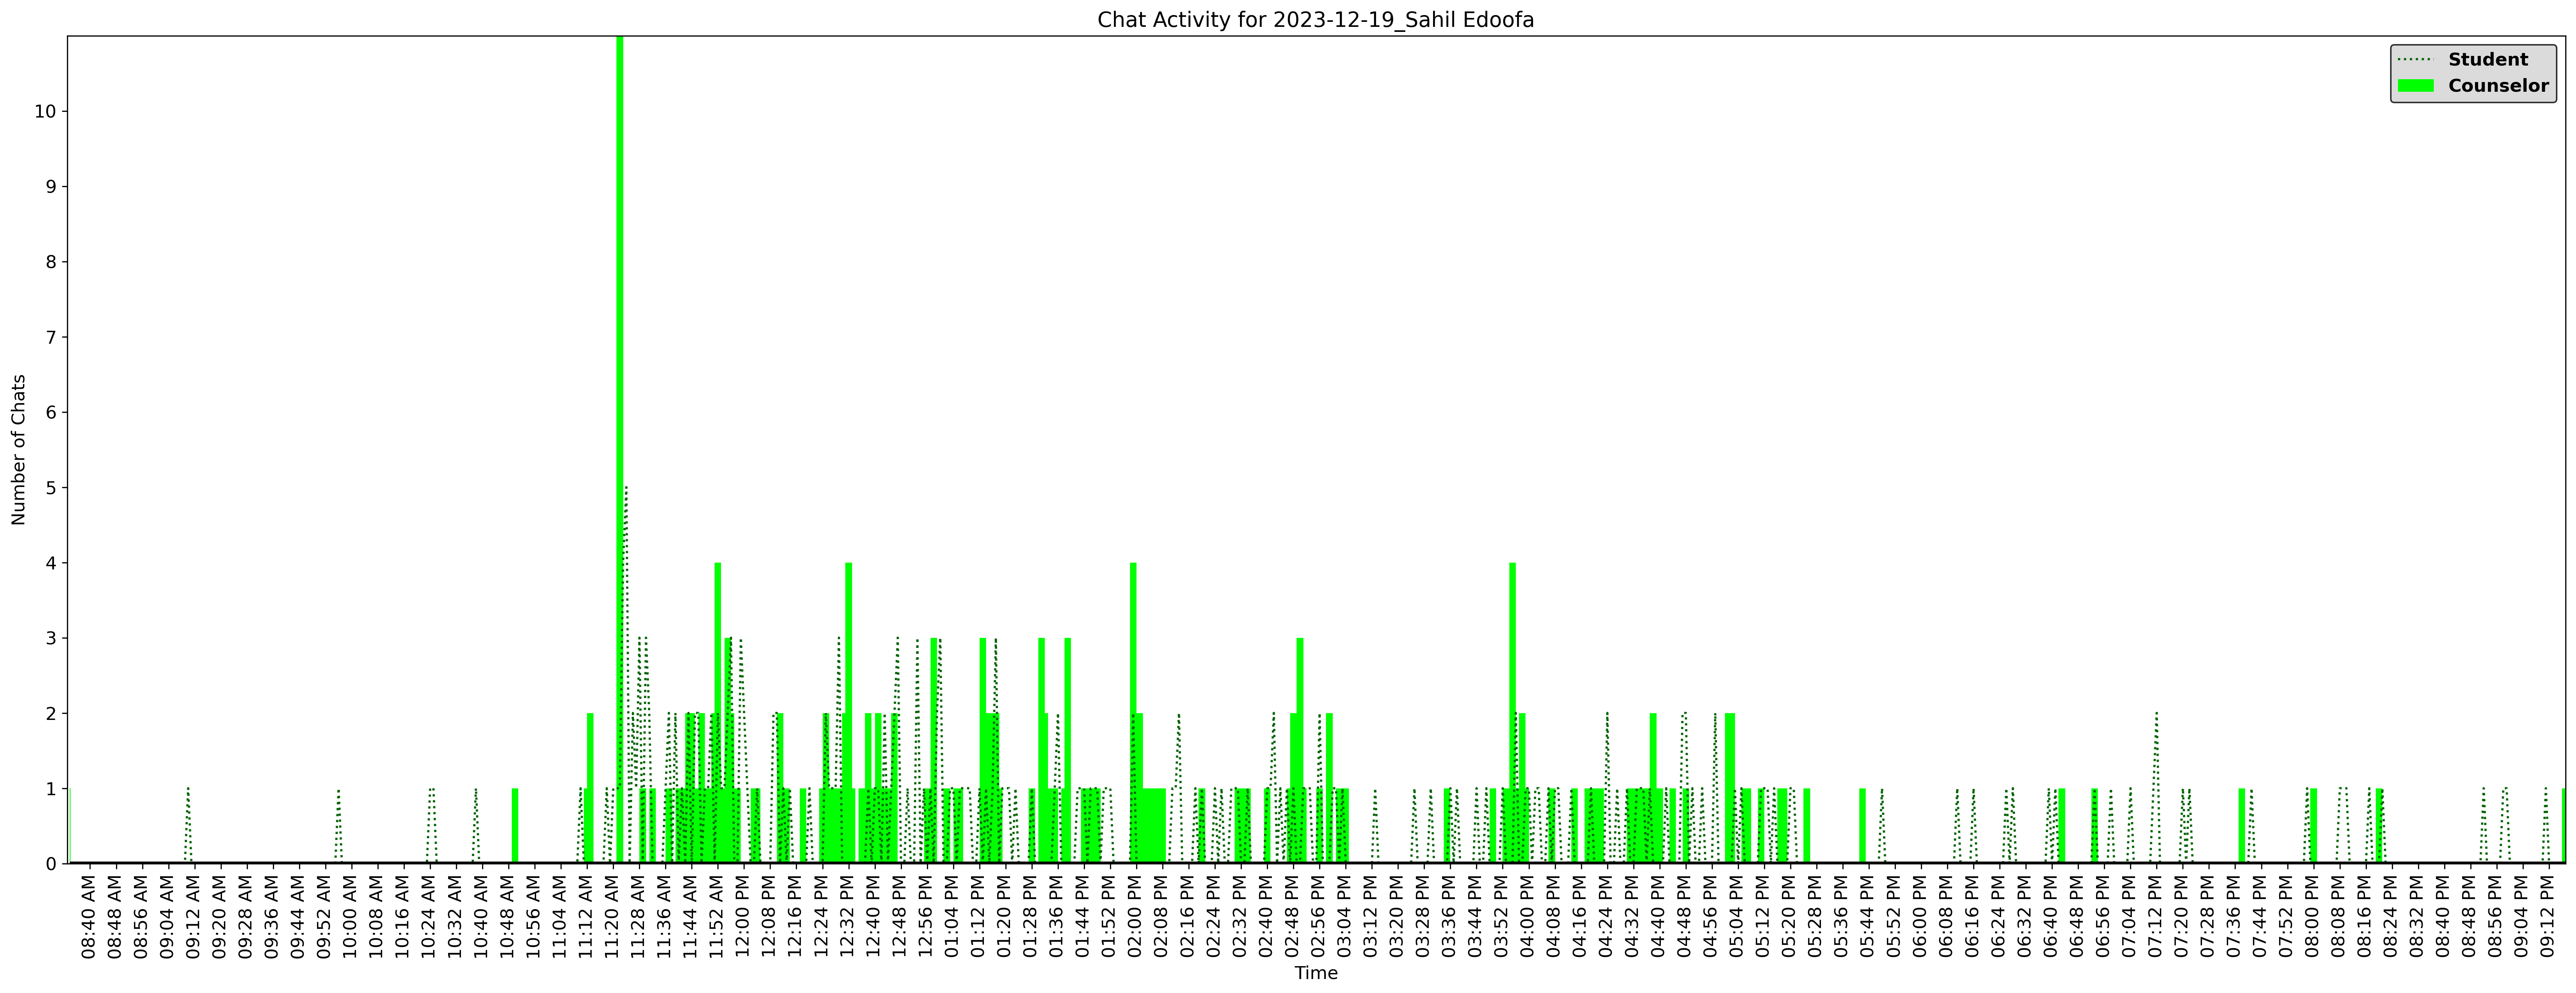 Chat Activity for 2023-12-19_Sahil Edoofa
Student
Counselor
Number of Chats
10
9
8
7
6
5
4
3
2
1
0
08:40 AM
08:48 AM
08:56 AM
09:04 AM
09:12 AM
09:20 AM
09:28 AM
09:36 AM
09:44 AM
09:52 AM
10:00 AM
10:08 AM
10:16 AM
10:24 AM
10:32 AM
10:40 AM
10:48 AM
10:56 AM
11:04 AM
11:12 AM
11:20 AM
11:28 AM
11:36 AM
11:44 AM
11:52 AM
12:00 PM
12:08 PM
12:16 PM
12:24 PM
12:32 PM
12:40 PM
12:48 PM
12:56 PM
01:04 PM
01:12 PM
01:20 PM
01:28 PM
01:36 PM
01:44 PM
01:52 PM
02:00 PM
02:08 PM
02:16 PM
02:24 PM
02:32 PM
02:40 PM
02:48 PM
02:56 PM
03:04 PM
03:12 PM
03:20 PM
03:28 PM
03:36 PM
03:44 PM
03:52 PM
04:00 PM
04:08 PM
04:16 PM
04:24 PM
04:32 PM
04:40 PM
04:48 PM
04:56 PM
05:04 PM
05:12 PM
05:20 PM
05:28 PM
05:36 PM
05:44 PM
05:52 PM
06:00 PM
06:08 PM
06:16 PM
06:24 PM
06:32 PM
06:40 PM
06:48 PM
06:56 PM
07:04 PM
07:12 PM
07:20 PM
07:28 PM
07:36 PM
07:44 PM
07:52 PM
08:00 PM
08:08 PM
08:16 PM
08:24 PM
08:32 PM
08:40 PM
08:48 PM
08:56 PM
09:04 PM
09:12 PM
Time